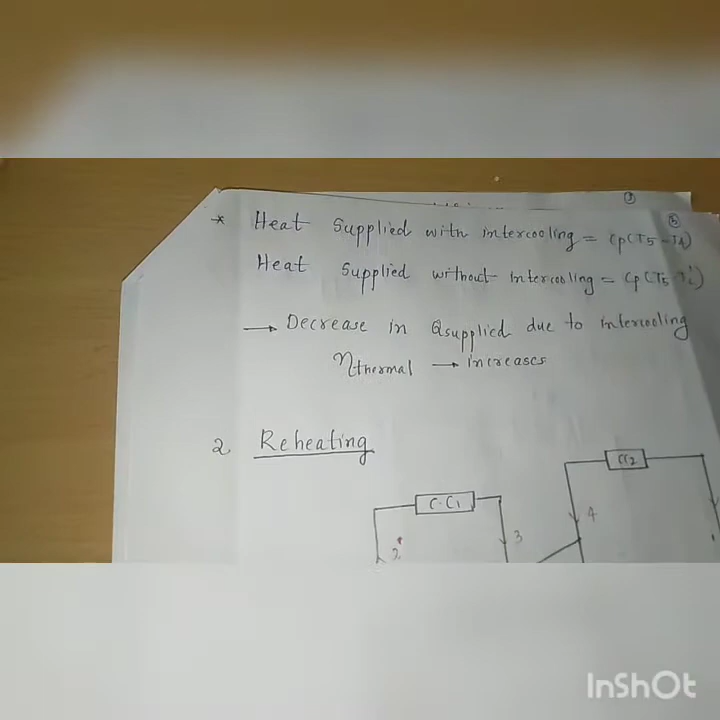 * Heat Supplied with intercooling = Cp(T5-T4)
Heat Supplied without intercooling = Cp(T5-T2')
→ Decrease in Qsupplied due to intercooling
ηthermal → increases
2 Reheating
C·C1
CC2
4
3
2
InShOt